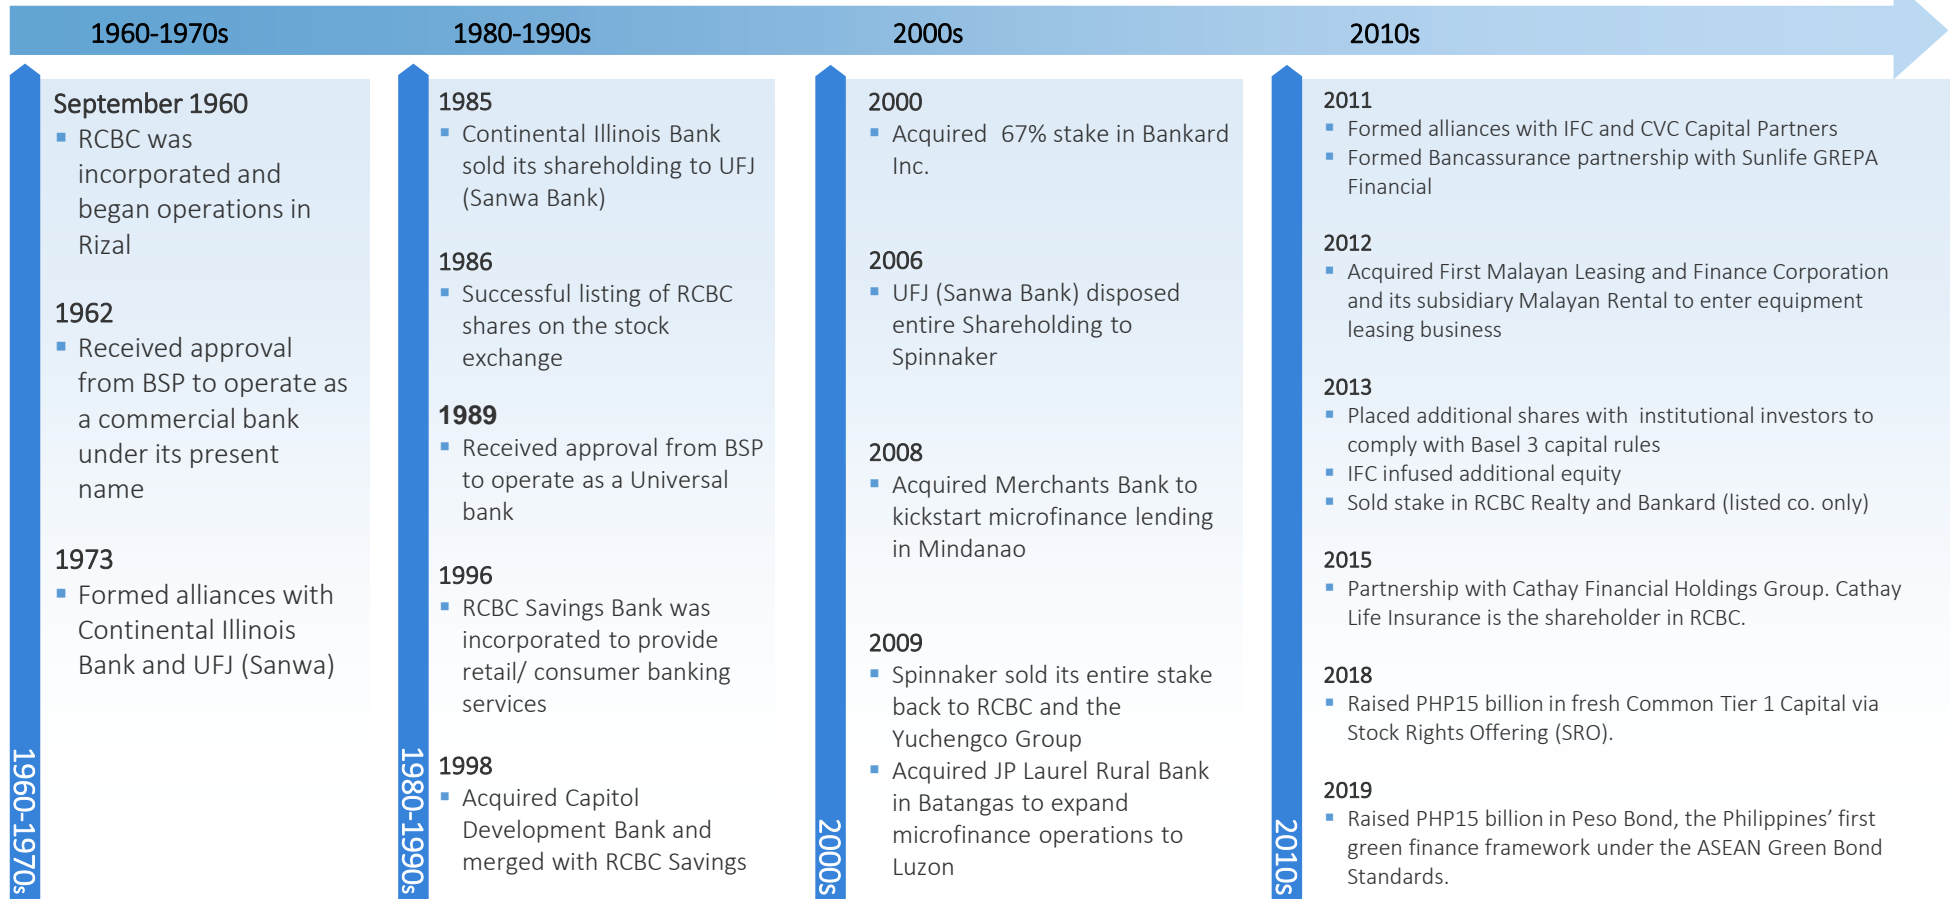 1960-1970s
1980-1990s
2000s
2010s
September 1960
▪ RCBC was
incorporated and
began operations in
Rizal
1962
▪ Received approval
from BSP to operate as
a commercial bank
under its present
name
1973
▪ Formed alliances with
Continental Illinois
Bank and UFJ (Sanwa)
1960-1970s
1985
▪ Continental Illinois Bank
sold its shareholding to UFJ
(Sanwa Bank)
1986
▪ Successful listing of RCBC
shares on the stock
exchange
1989
▪ Received approval from BSP
to operate as a Universal
bank
1996
▪ RCBC Savings Bank was
incorporated to provide
retail/ consumer banking
services
1998
▪ Acquired Capitol
Development Bank and
merged with RCBC Savings
1980-1990s
2000
▪ Acquired 67% stake in Bankard
Inc.
2006
▪ UFJ (Sanwa Bank) disposed
entire Shareholding to
Spinnaker
2008
▪ Acquired Merchants Bank to
kickstart microfinance lending
in Mindanao
2009
▪ Spinnaker sold its entire stake
back to RCBC and the
Yuchengco Group
▪ Acquired JP Laurel Rural Bank
in Batangas to expand
microfinance operations to
Luzon
2000s
2011
▪ Formed alliances with IFC and CVC Capital Partners
▪ Formed Bancassurance partnership with Sunlife GREPA
Financial
2012
▪ Acquired First Malayan Leasing and Finance Corporation
and its subsidiary Malayan Rental to enter equipment
leasing business
2013
▪ Placed additional shares with institutional investors to
comply with Basel 3 capital rules
▪ IFC infused additional equity
▪ Sold stake in RCBC Realty and Bankard (listed co. only)
2015
▪ Partnership with Cathay Financial Holdings Group. Cathay
Life Insurance is the shareholder in RCBC.
2018
▪ Raised PHP15 billion in fresh Common Tier 1 Capital via
Stock Rights Offering (SRO).
2019
▪ Raised PHP15 billion in Peso Bond, the Philippines’ first
green finance framework under the ASEAN Green Bond
Standards.
2010s